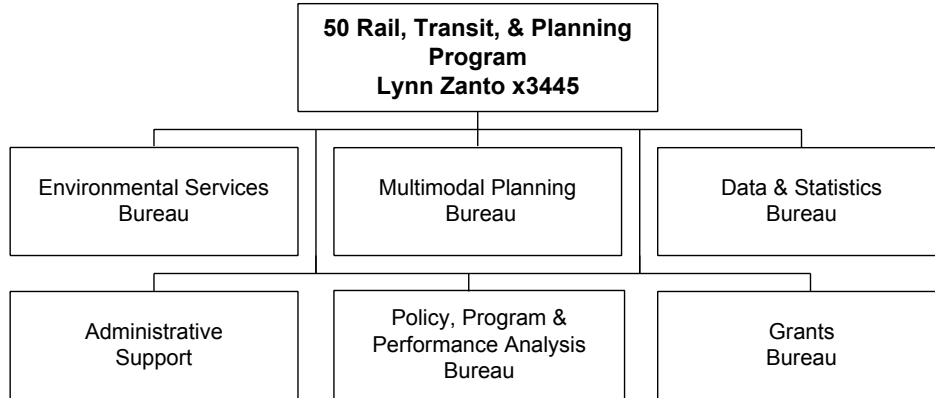 50 Rail, Transit, & Planning
Program
Lynn Zanto x3445
Environmental Services
Bureau
Multimodal Planning
Bureau
Data & Statistics
Bureau
Administrative
Support
Policy, Program &
Performance Analysis
Bureau
Grants
Bureau